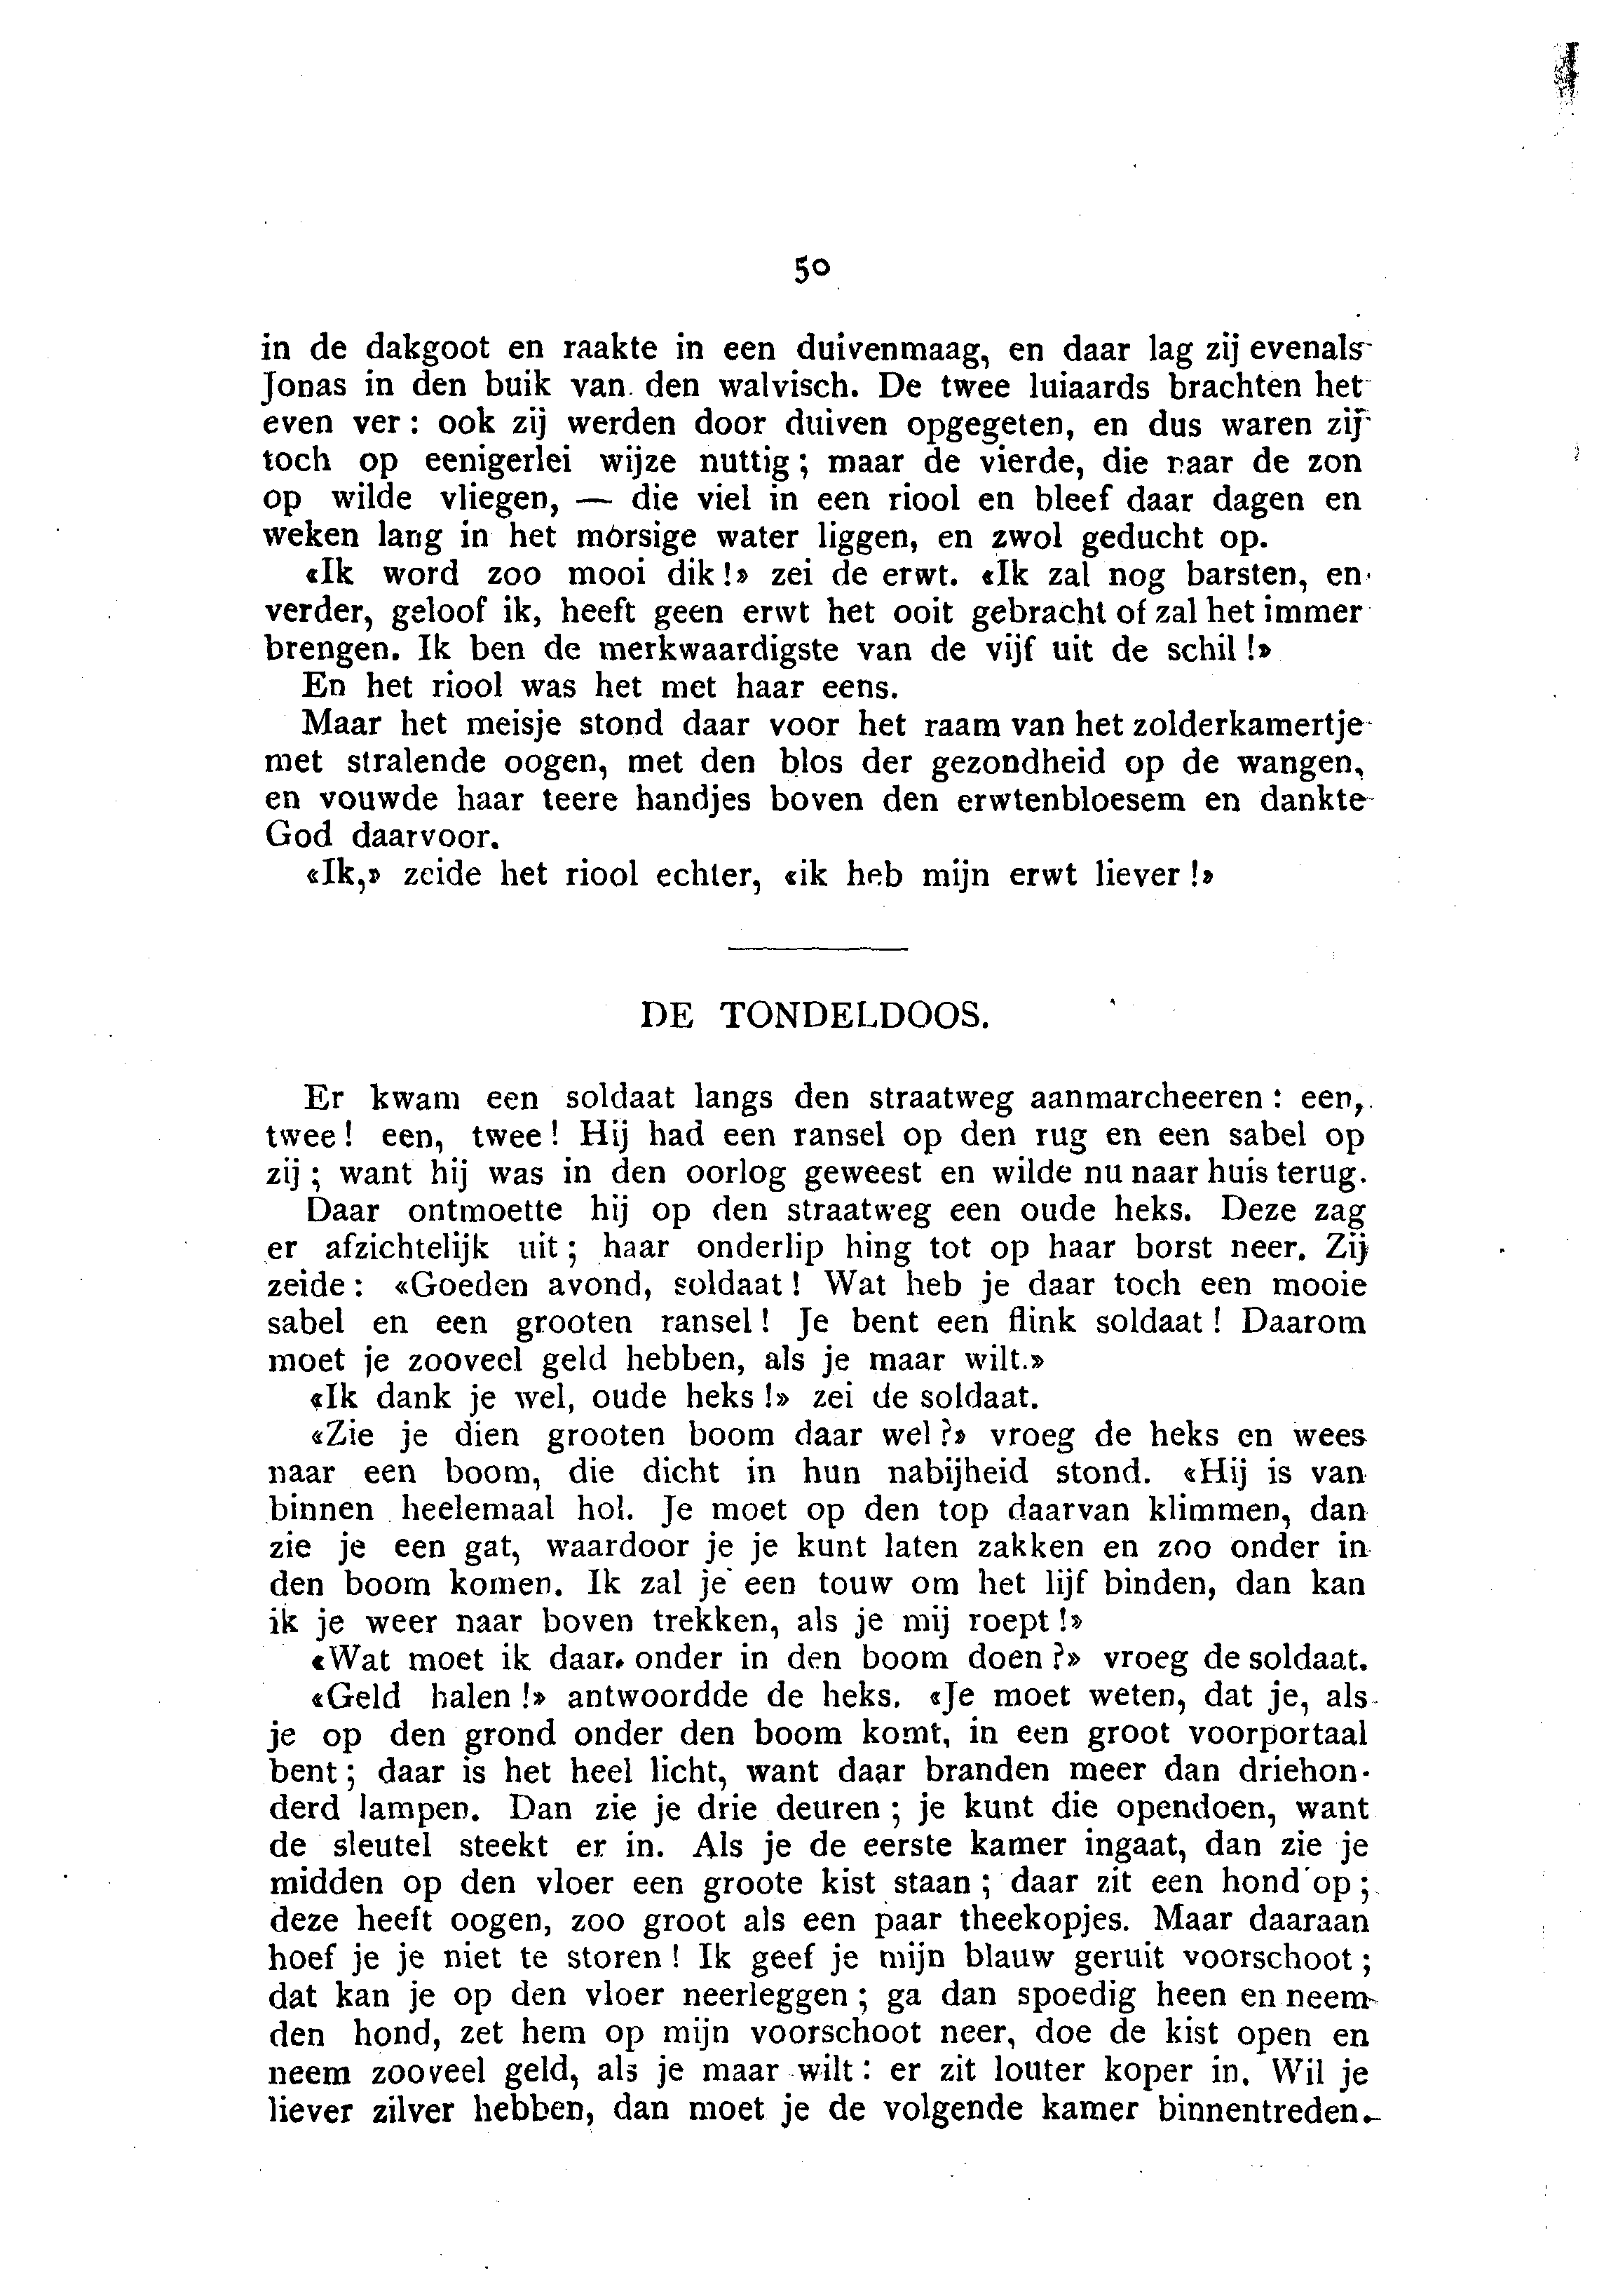 50
in de dakgoot en raakte in een duivenmaag, en daar lag zij evenals
Jonas in den buik van den walvisch. De twee luiaards brachten het
even ver : ook zij werden door duiven opgegeten, en dus waren zij
toch op eenigerlei wijze nuttig ; maar de vierde, die naar de zon
op wilde vliegen, — die viel in een riool en bleef daar dagen en
weken lang in het morsige water liggen, en zwol geducht op.
«Ik word zoo mooi dik !» zei de erwt. «Ik zal nog barsten, en
verder, geloof ik, heeft geen erwt het ooit gebracht of zal het immer
brengen. Ik ben de merkwaardigste van de vijf uit de schil !»
En het riool was het met haar eens.
Maar het meisje stond daar voor het raam van het zolderkamertje
met stralende oogen, met den blos der gezondheid op de wangen,
en vouwde haar teere handjes boven den erwtenbloesem en dankte
God daarvoor.
«Ik,» zeide het riool echter, «ik heb mijn erwt liever !»
DE TONDELDOOS.
Er kwam een soldaat langs den straatweg aanmarcheeren : een,
twee ! een, twee ! Hij had een ransel op den rug en een sabel op
zij ; want hij was in den oorlog geweest en wilde nu naar huis terug.
Daar ontmoette hij op den straatweg een oude heks. Deze zag
er afzichtelijk uit ; haar onderlip hing tot op haar borst neer. Zij
zeide : «Goeden avond, soldaat ! Wat heb je daar toch een mooie
sabel en een grooten ransel ! Je bent een flink soldaat ! Daarom
moet je zooveel geld hebben, als je maar wilt.»
«Ik dank je wel, oude heks !» zei de soldaat.
«Zie je dien grooten boom daar wel ?» vroeg de heks en wees
naar een boom, die dicht in hun nabijheid stond. «Hij is van
binnen heelemaal hol. Je moet op den top daarvan klimmen, dan
zie je een gat, waardoor je je kunt laten zakken en zoo onder in
den boom komen. Ik zal je een touw om het lijf binden, dan kan
ik je weer naar boven trekken, als je mij roept !»
«Wat moet ik daar onder in den boom doen ?» vroeg de soldaat.
«Geld halen !» antwoordde de heks. «Je moet weten, dat je, als
je op den grond onder den boom komt, in een groot voorportaal
bent ; daar is het heel licht, want daar branden meer dan driehon-
derd lampen. Dan zie je drie deuren ; je kunt die opendoen, want
de sleutel steekt er in. Als je de eerste kamer ingaat, dan zie je
midden op den vloer een groote kist staan ; daar zit een hond op ;
deze heeft oogen, zoo groot als een paar theekopjes. Maar daaraan
hoef je je niet te storen ! Ik geef je mijn blauw geruit voorschoot ;
dat kan je op den vloer neerleggen ; ga dan spoedig heen en neem
den hond, zet hem op mijn voorschoot neer, doe de kist open en
neem zooveel geld, als je maar wilt : er zit louter koper in. Wil je
liever zilver hebben, dan moet je de volgende kamer binnentreden.